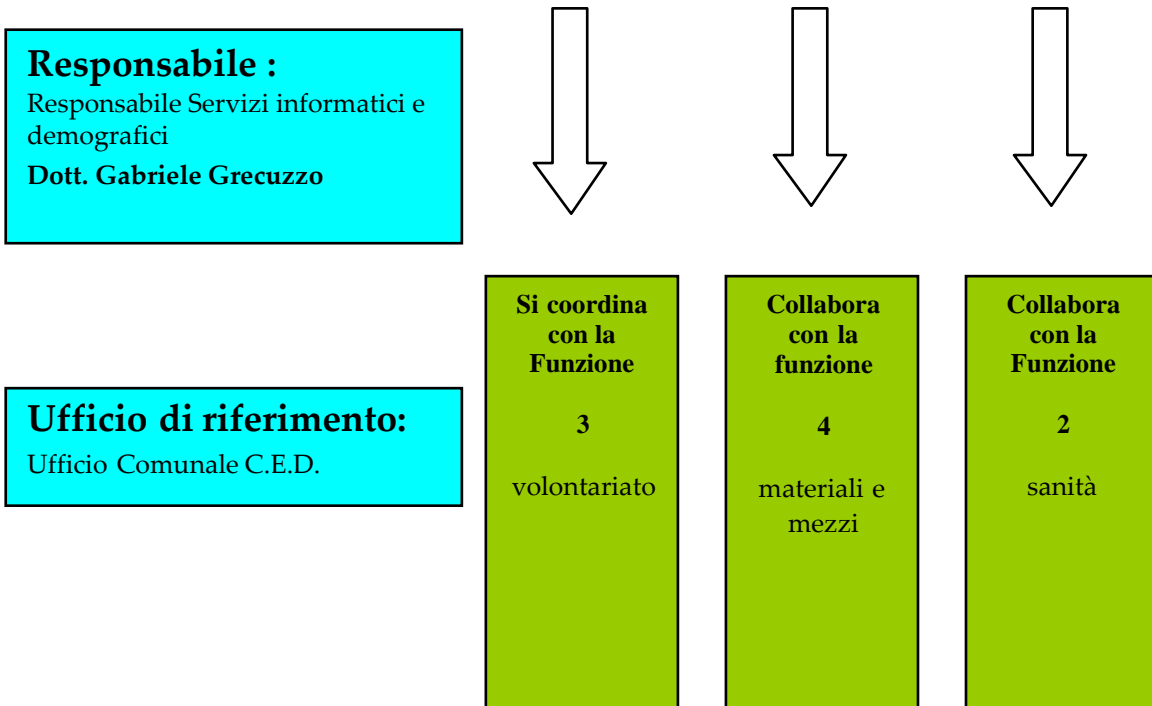 Responsabile :
Responsabile Servizi informatici e
demografici
Dott. Gabriele Grecuzzo
Ufficio di riferimento:
Ufficio Comunale C.E.D.
Si coordina
con la
Funzione
3
volontariato
Collabora
con la
funzione
4
materiali e
mezzi
Collabora
con la
Funzione
2
sanità